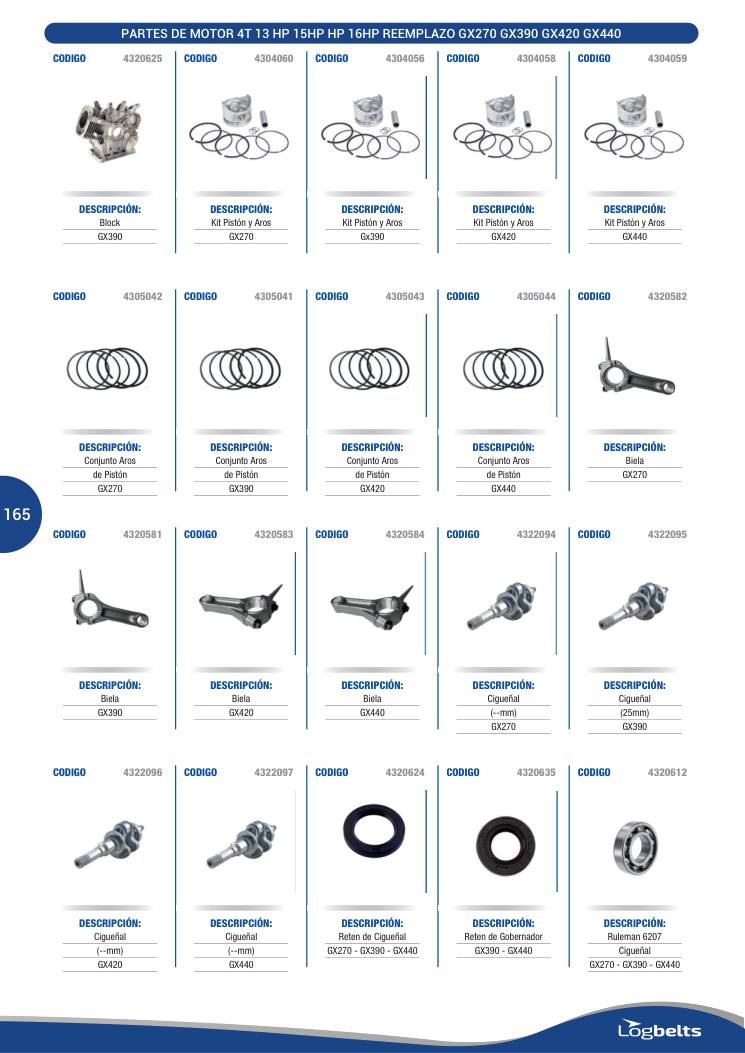 PARTES DE MOTOR 4T 13 HP 15HP HP 16HP REEMPLAZO GX270 GX390 GX420 GX440
CODIGO 4320625
DESCRIPCIÓN:
Block
GX390
CODIGO 4304060
DESCRIPCIÓN:
Kit Pistón y Aros
GX270
CODIGO 4304056
DESCRIPCIÓN:
Kit Pistón y Aros
Gx390
CODIGO 4304058
DESCRIPCIÓN:
Kit Pistón y Aros
GX420
CODIGO 4304059
DESCRIPCIÓN:
Kit Pistón y Aros
GX440
CODIGO 4305042
DESCRIPCIÓN:
Conjunto Aros
de Pistón
GX270
CODIGO 4305041
DESCRIPCIÓN:
Conjunto Aros
de Pistón
GX390
CODIGO 4305043
DESCRIPCIÓN:
Conjunto Aros
de Pistón
GX420
CODIGO 4305044
DESCRIPCIÓN:
Conjunto Aros
de Pistón
GX440
CODIGO 4320582
DESCRIPCIÓN:
Biela
GX270
165
CODIGO 4320581
DESCRIPCIÓN:
Biela
GX390
CODIGO 4320583
DESCRIPCIÓN:
Biela
GX420
CODIGO 4320584
DESCRIPCIÓN:
Biela
GX440
CODIGO 4322094
DESCRIPCIÓN:
Cigueñal
(--mm)
GX270
CODIGO 4322095
DESCRIPCIÓN:
Cigueñal
(25mm)
GX390
CODIGO 4322096
DESCRIPCIÓN:
Cigueñal
(--mm)
GX420
CODIGO 4322097
DESCRIPCIÓN:
Cigueñal
(--mm)
GX440
CODIGO 4320624
DESCRIPCIÓN:
Reten de Cigueñal
GX270 - GX390 - GX440
CODIGO 4320635
DESCRIPCIÓN:
Reten de Gobernador
GX390 - GX440
CODIGO 4320612
DESCRIPCIÓN:
Ruleman 6207
Cigueñal
GX270 - GX390 - GX440
Logbelts